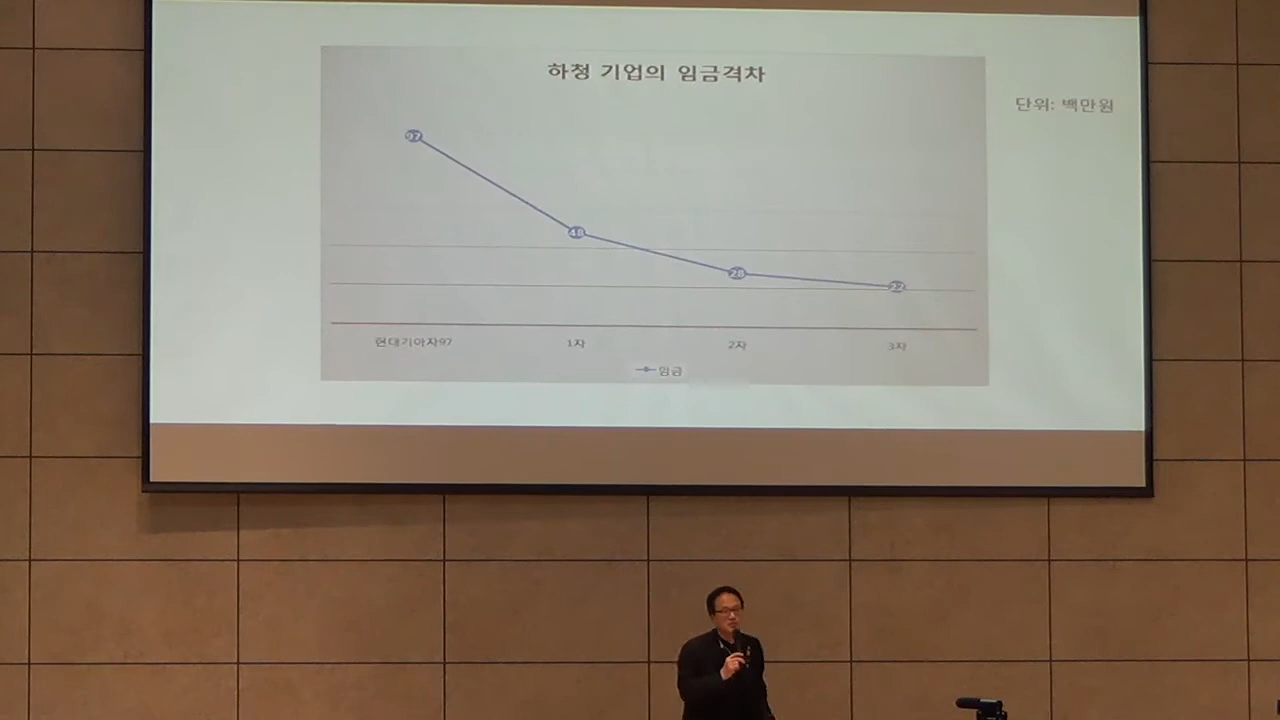 하청 기업의 임금격차
단위: 백만원
97
48
28
22
현대기아차97
1차
2차
3차
임금